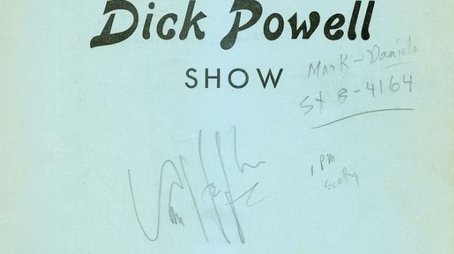 Dick Powell
SHOW
Mark - Daniels
St 8-4164
1 PM
Scotty